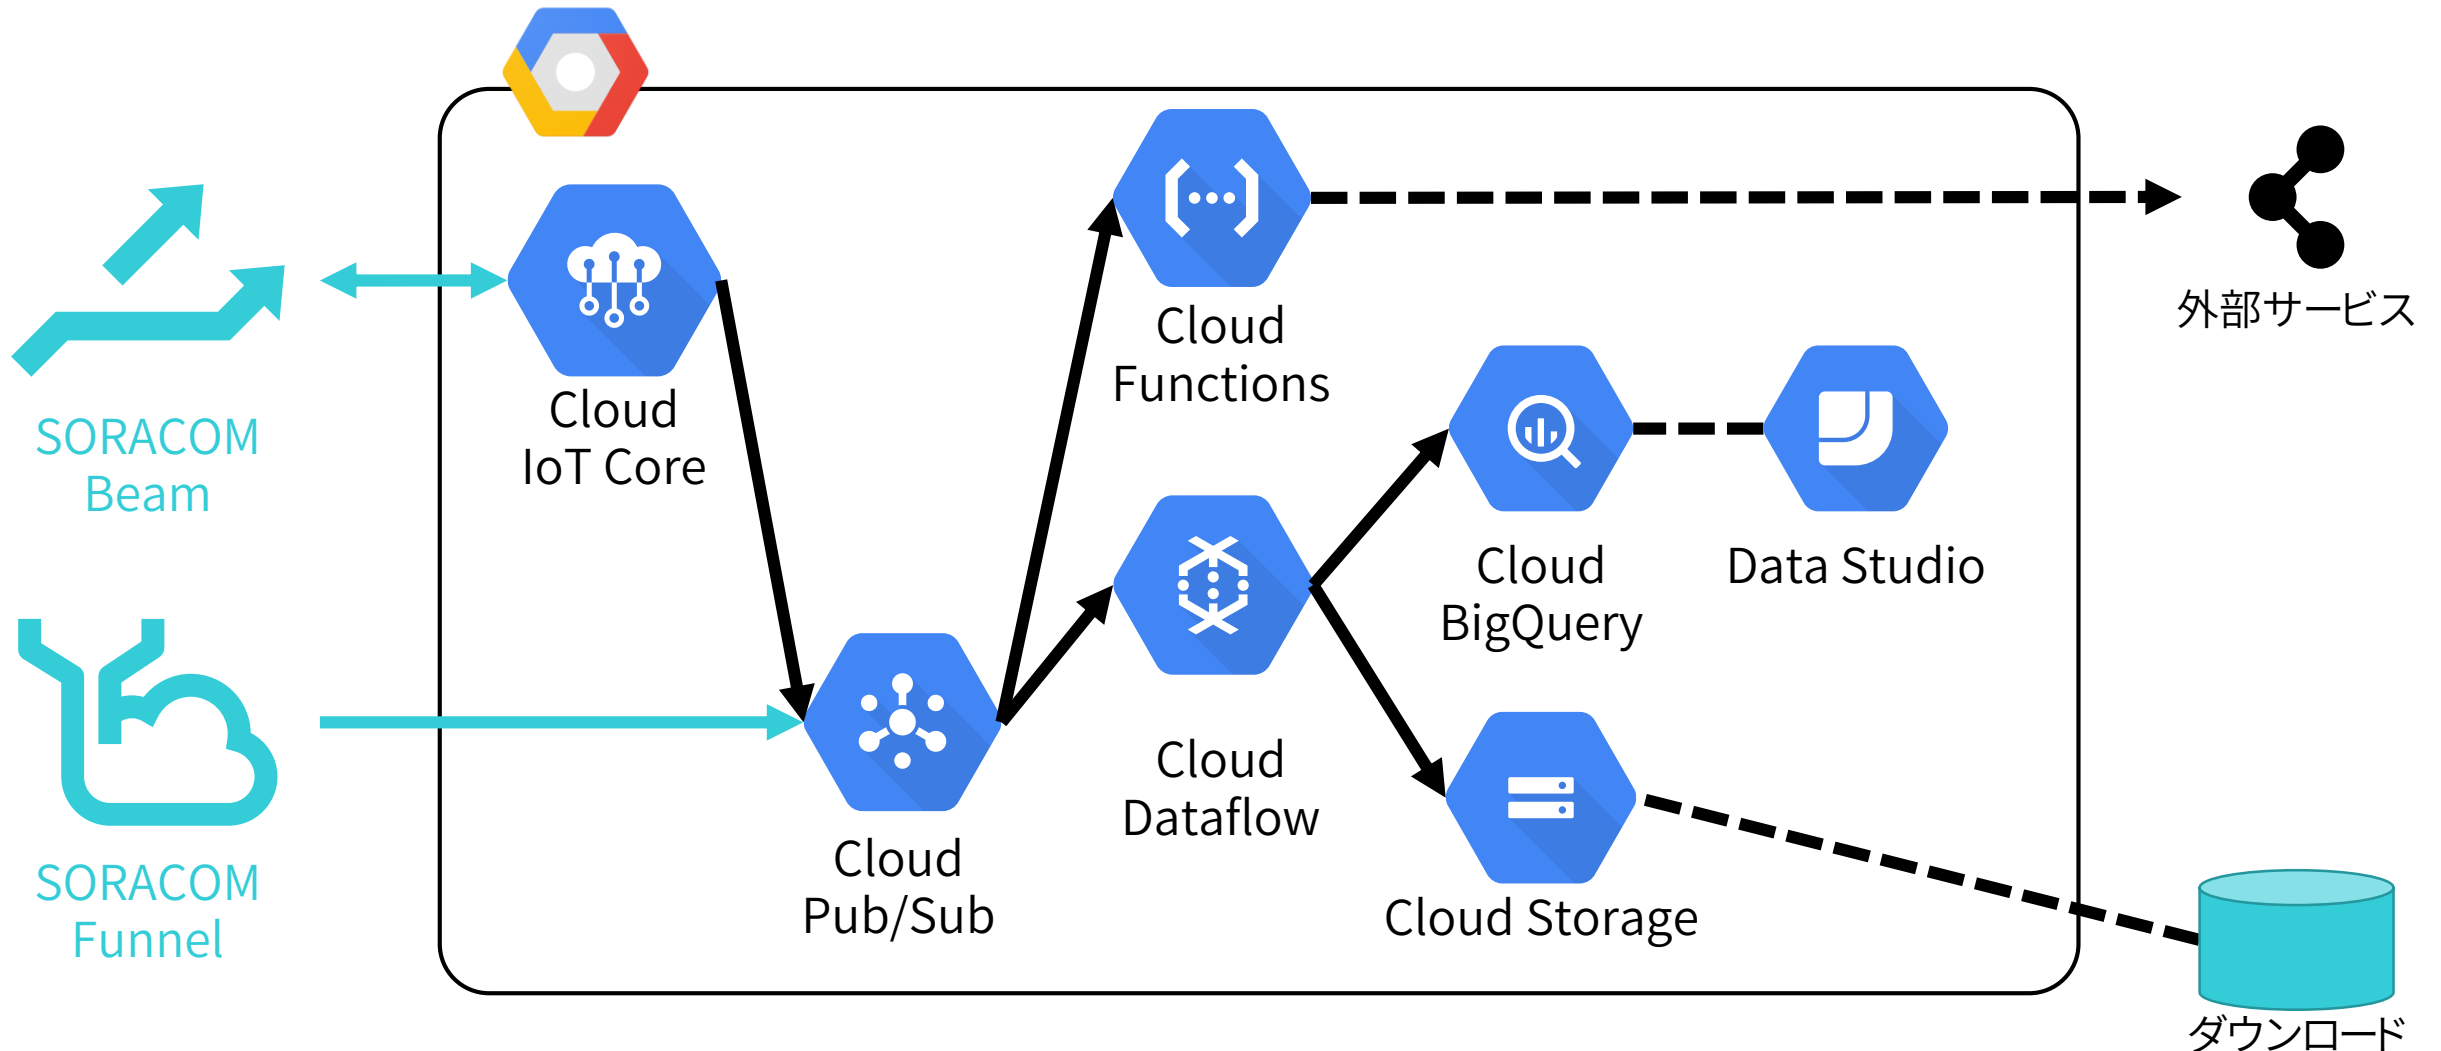 SORACOM
Beam
SORACOM
Funnel
Cloud
IoT Core
Cloud
Pub/Sub
Cloud
Functions
Cloud
Dataflow
Cloud
BigQuery
Data Studio
Cloud Storage
外部サービス
ダウンロード